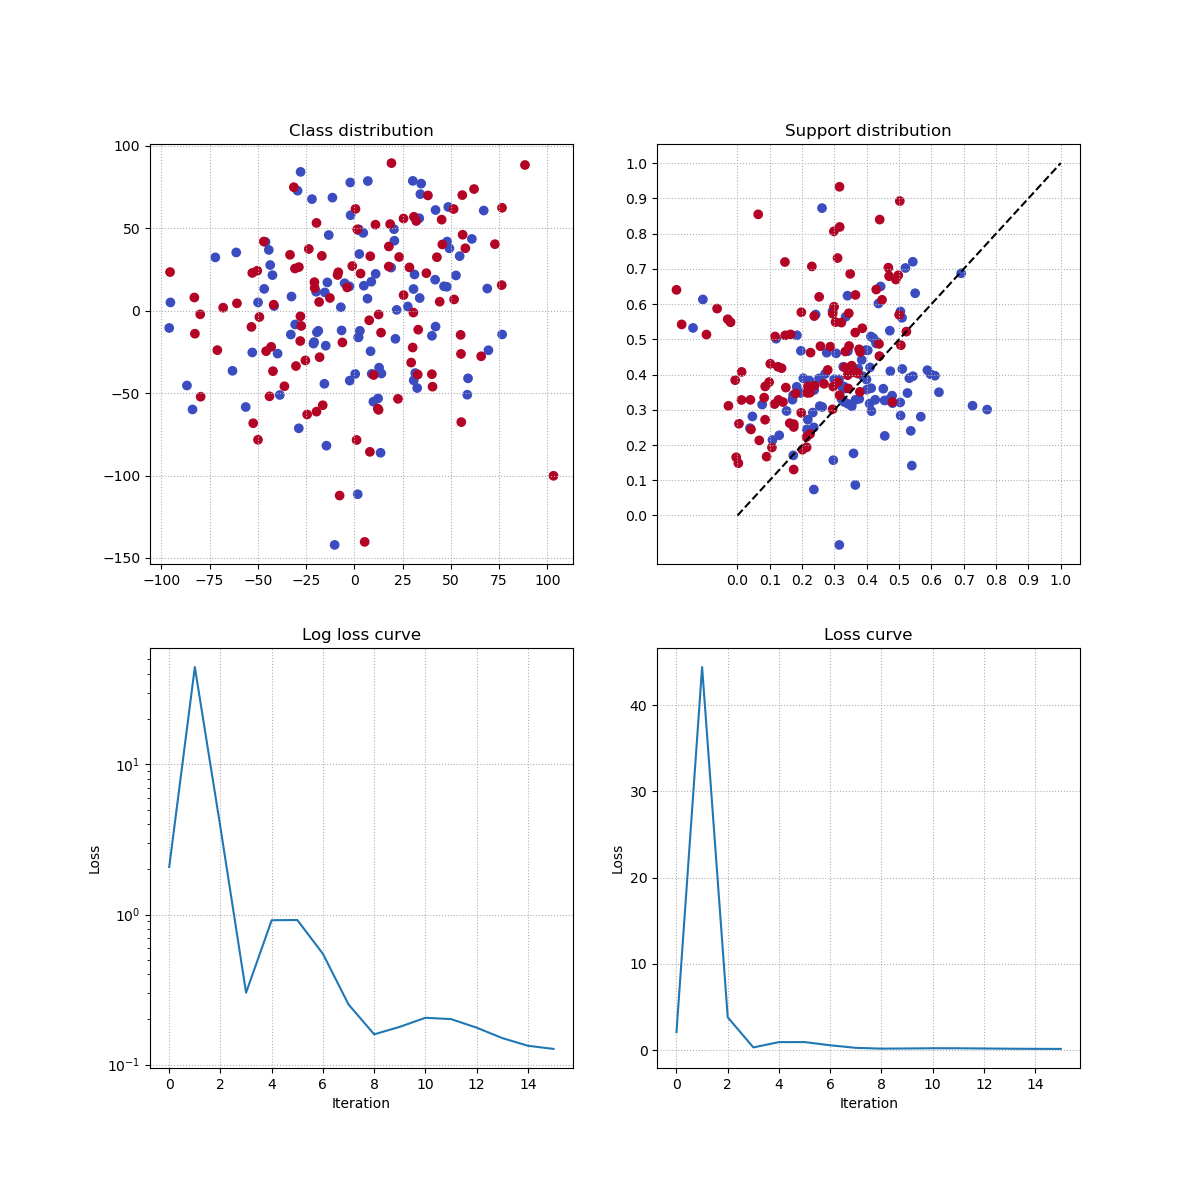 Class distribution
100
50
0
−50
−100
−150
−100 −75 −50 −25 0 25 50 75 100
Support distribution
1.0
0.9
0.8
0.7
0.6
0.5
0.4
0.3
0.2
0.1
0.0
0.0 0.1 0.2 0.3 0.4 0.5 0.6 0.7 0.8 0.9 1.0
Log loss curve
Loss
10¹
10⁰
10⁻¹
0 2 4 6 8 10 12 14
Iteration
Loss curve
Loss
40
30
20
10
0
0 2 4 6 8 10 12 14
Iteration